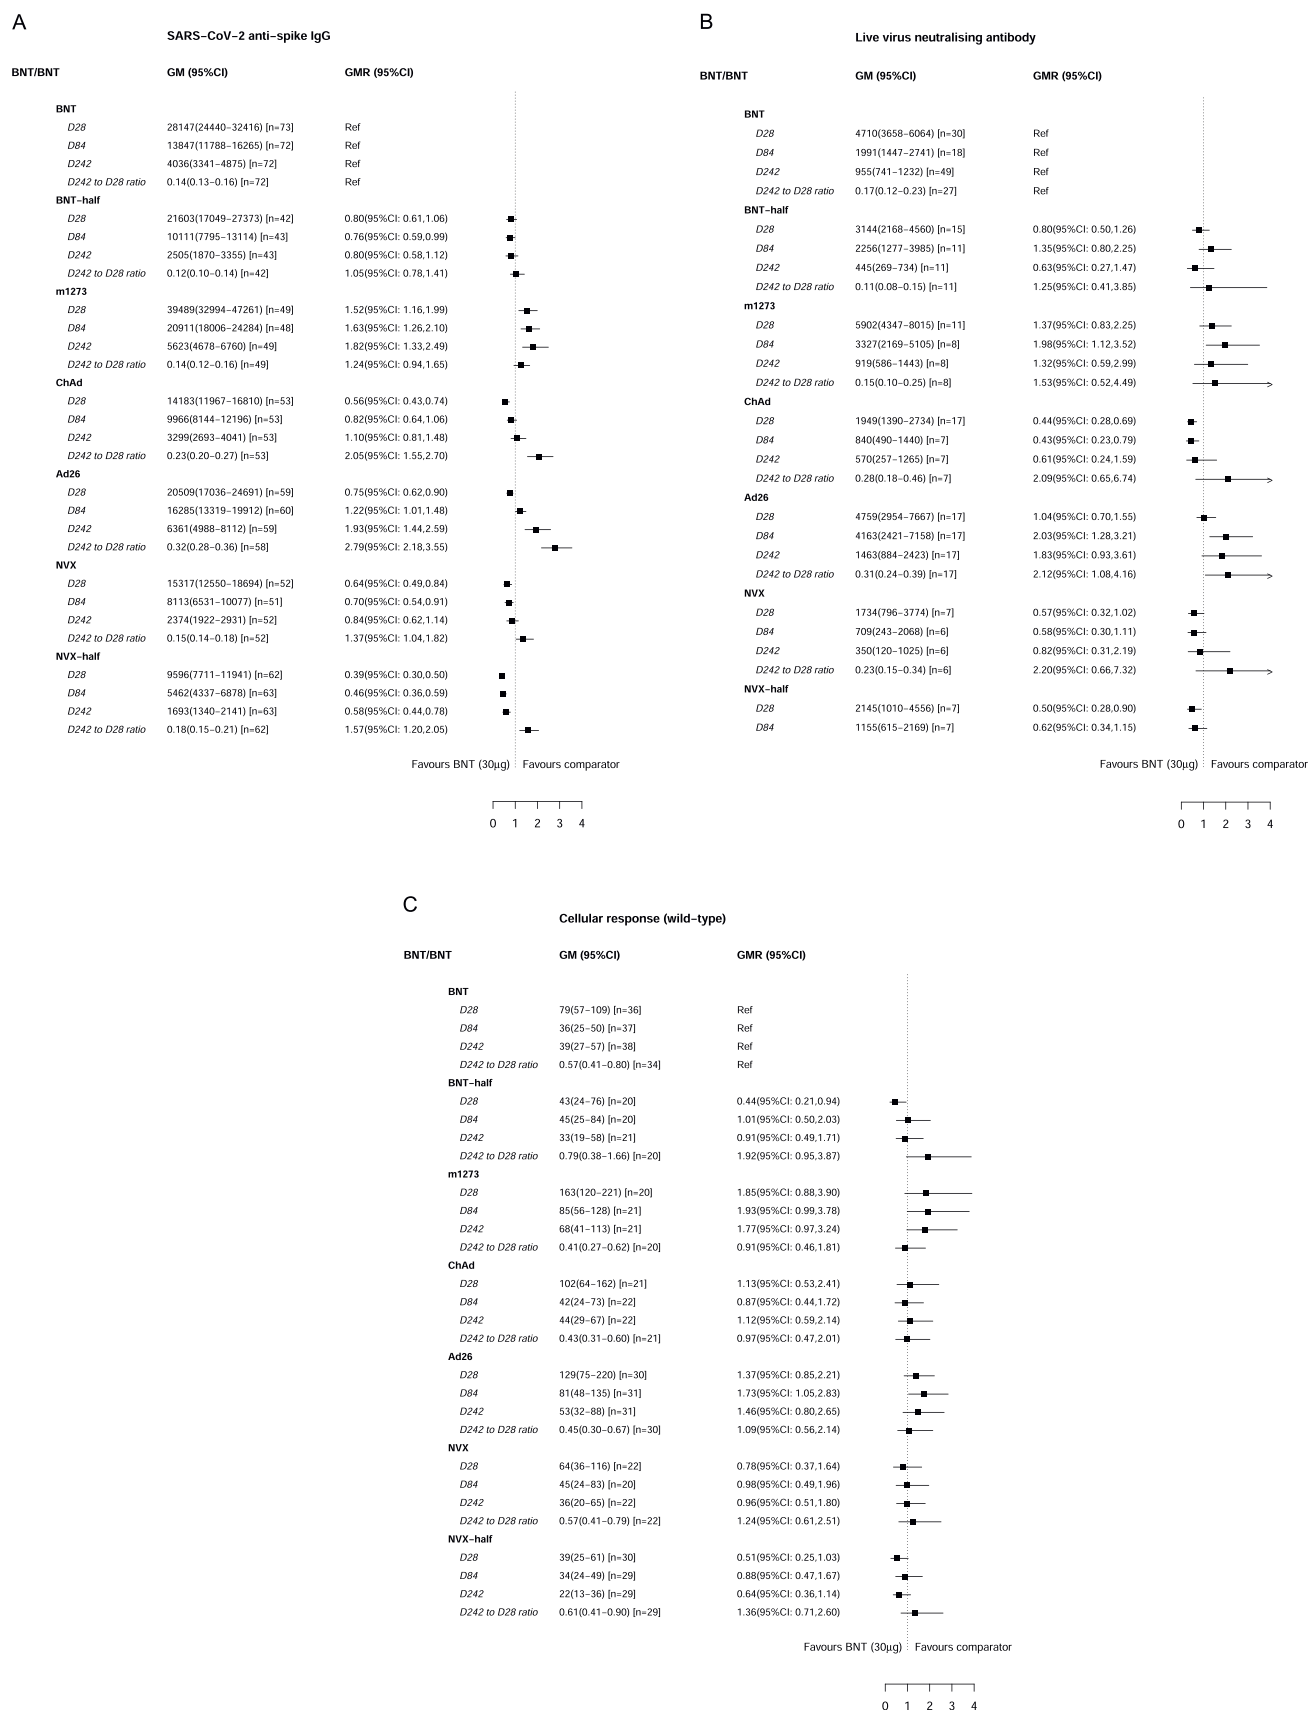 A
SARS−CoV−2 anti−spike IgG
BNT/BNT GM (95%CI) GMR (95%CI)
BNT
D28 28147(24440−32416) [n=73] Ref
D84 13847(11788−16265) [n=72] Ref
D242 4036(3341−4875) [n=72] Ref
D242 to D28 ratio 0.14(0.13−0.16) [n=72] Ref
BNT−half
D28 21603(17049−27373) [n=42] 0.80(95%CI: 0.61,1.06)
D84 10111(7795−13114) [n=43] 0.76(95%CI: 0.59,0.99)
D242 2505(1870−3355) [n=43] 0.80(95%CI: 0.58,1.12)
D242 to D28 ratio 0.12(0.10−0.14) [n=42] 1.05(95%CI: 0.78,1.41)
m1273
D28 39489(32994−47261) [n=49] 1.52(95%CI: 1.16,1.99)
D84 20911(18006−24284) [n=48] 1.63(95%CI: 1.26,2.10)
D242 5623(4678−6760) [n=49] 1.82(95%CI: 1.33,2.49)
D242 to D28 ratio 0.14(0.12−0.16) [n=49] 1.24(95%CI: 0.94,1.65)
ChAd
D28 14183(11967−16810) [n=53] 0.56(95%CI: 0.43,0.74)
D84 9966(8144−12196) [n=53] 0.82(95%CI: 0.64,1.06)
D242 3299(2693−4041) [n=53] 1.10(95%CI: 0.81,1.48)
D242 to D28 ratio 0.23(0.20−0.27) [n=53] 2.05(95%CI: 1.55,2.70)
Ad26
D28 20509(17036−24691) [n=59] 0.75(95%CI: 0.62,0.90)
D84 16285(13319−19912) [n=60] 1.22(95%CI: 1.01,1.48)
D242 6361(4988−8112) [n=59] 1.93(95%CI: 1.44,2.59)
D242 to D28 ratio 0.32(0.28−0.36) [n=58] 2.79(95%CI: 2.18,3.55)
NVX
D28 15317(12550−18694) [n=52] 0.64(95%CI: 0.49,0.84)
D84 8113(6531−10077) [n=51] 0.70(95%CI: 0.54,0.91)
D242 2374(1922−2931) [n=52] 0.84(95%CI: 0.62,1.14)
D242 to D28 ratio 0.15(0.14−0.18) [n=52] 1.37(95%CI: 1.04,1.82)
NVX−half
D28 9596(7711−11941) [n=62] 0.39(95%CI: 0.30,0.50)
D84 5462(4337−6878) [n=63] 0.46(95%CI: 0.36,0.59)
D242 1693(1340−2141) [n=63] 0.58(95%CI: 0.44,0.78)
D242 to D28 ratio 0.18(0.15−0.21) [n=62] 1.57(95%CI: 1.20,2.05)
Favours BNT (30μg) Favours comparator
0 1 2 3 4
B
Live virus neutralising antibody
BNT/BNT GM (95%CI) GMR (95%CI)
BNT
D28 4710(3658−6064) [n=30] Ref
D84 1991(1447−2741) [n=18] Ref
D242 955(741−1232) [n=49] Ref
D242 to D28 ratio 0.17(0.12−0.23) [n=27] Ref
BNT−half
D28 3144(2168−4560) [n=15] 0.80(95%CI: 0.50,1.26)
D84 2256(1277−3985) [n=11] 1.35(95%CI: 0.80,2.25)
D242 445(269−734) [n=11] 0.63(95%CI: 0.27,1.47)
D242 to D28 ratio 0.11(0.08−0.15) [n=11] 1.25(95%CI: 0.41,3.85)
m1273
D28 5902(4347−8015) [n=11] 1.37(95%CI: 0.83,2.25)
D84 3327(2169−5105) [n=8] 1.98(95%CI: 1.12,3.52)
D242 919(586−1443) [n=8] 1.32(95%CI: 0.59,2.99)
D242 to D28 ratio 0.15(0.10−0.25) [n=8] 1.53(95%CI: 0.52,4.49)
ChAd
D28 1949(1390−2734) [n=17] 0.44(95%CI: 0.28,0.69)
D84 840(490−1440) [n=7] 0.43(95%CI: 0.23,0.79)
D242 570(257−1265) [n=7] 0.61(95%CI: 0.24,1.59)
D242 to D28 ratio 0.28(0.18−0.46) [n=7] 2.09(95%CI: 0.65,6.74)
Ad26
D28 4759(2954−7667) [n=17] 1.04(95%CI: 0.70,1.55)
D84 4163(2421−7158) [n=17] 2.03(95%CI: 1.28,3.21)
D242 1463(884−2423) [n=17] 1.83(95%CI: 0.93,3.61)
D242 to D28 ratio 0.31(0.24−0.39) [n=17] 2.12(95%CI: 1.08,4.16)
NVX
D28 1734(796−3774) [n=7] 0.57(95%CI: 0.32,1.02)
D84 709(243−2068) [n=6] 0.58(95%CI: 0.30,1.11)
D242 350(120−1025) [n=6] 0.82(95%CI: 0.31,2.19)
D242 to D28 ratio 0.23(0.15−0.34) [n=6] 2.20(95%CI: 0.66,7.32)
NVX−half
D28 2145(1010−4556) [n=7] 0.50(95%CI: 0.28,0.90)
D84 1155(615−2169) [n=7] 0.62(95%CI: 0.34,1.15)
Favours BNT (30μg) Favours comparator
0 1 2 3 4
C
Cellular response (wild−type)
BNT/BNT GM (95%CI) GMR (95%CI)
BNT
D28 79(57−109) [n=36] Ref
D84 36(25−50) [n=37] Ref
D242 39(27−57) [n=38] Ref
D242 to D28 ratio 0.57(0.41−0.80) [n=34] Ref
BNT−half
D28 43(24−76) [n=20] 0.44(95%CI: 0.21,0.94)
D84 45(25−84) [n=20] 1.01(95%CI: 0.50,2.03)
D242 33(19−58) [n=21] 0.91(95%CI: 0.49,1.71)
D242 to D28 ratio 0.79(0.38−1.66) [n=20] 1.92(95%CI: 0.95,3.87)
m1273
D28 163(120−221) [n=20] 1.85(95%CI: 0.88,3.90)
D84 85(56−128) [n=21] 1.93(95%CI: 0.99,3.78)
D242 68(41−113) [n=21] 1.77(95%CI: 0.97,3.24)
D242 to D28 ratio 0.41(0.27−0.62) [n=20] 0.91(95%CI: 0.46,1.81)
ChAd
D28 102(64−162) [n=21] 1.13(95%CI: 0.53,2.41)
D84 42(24−73) [n=22] 0.87(95%CI: 0.44,1.72)
D242 44(29−67) [n=22] 1.12(95%CI: 0.59,2.14)
D242 to D28 ratio 0.43(0.31−0.60) [n=21] 0.97(95%CI: 0.47,2.01)
Ad26
D28 129(75−220) [n=30] 1.37(95%CI: 0.85,2.21)
D84 81(48−135) [n=31] 1.73(95%CI: 1.05,2.83)
D242 53(32−88) [n=31] 1.46(95%CI: 0.80,2.65)
D242 to D28 ratio 0.45(0.30−0.67) [n=30] 1.09(95%CI: 0.56,2.14)
NVX
D28 64(36−116) [n=22] 0.78(95%CI: 0.37,1.64)
D84 45(24−83) [n=20] 0.98(95%CI: 0.49,1.96)
D242 36(20−65) [n=22] 0.96(95%CI: 0.51,1.80)
D242 to D28 ratio 0.57(0.41−0.79) [n=22] 1.24(95%CI: 0.61,2.51)
NVX−half
D28 39(25−61) [n=30] 0.51(95%CI: 0.25,1.03)
D84 34(24−49) [n=29] 0.88(95%CI: 0.47,1.67)
D242 22(13−36) [n=29] 0.64(95%CI: 0.36,1.14)
D242 to D28 ratio 0.61(0.41−0.90) [n=29] 1.36(95%CI: 0.71,2.60)
Favours BNT (30μg) Favours comparator
0 1 2 3 4